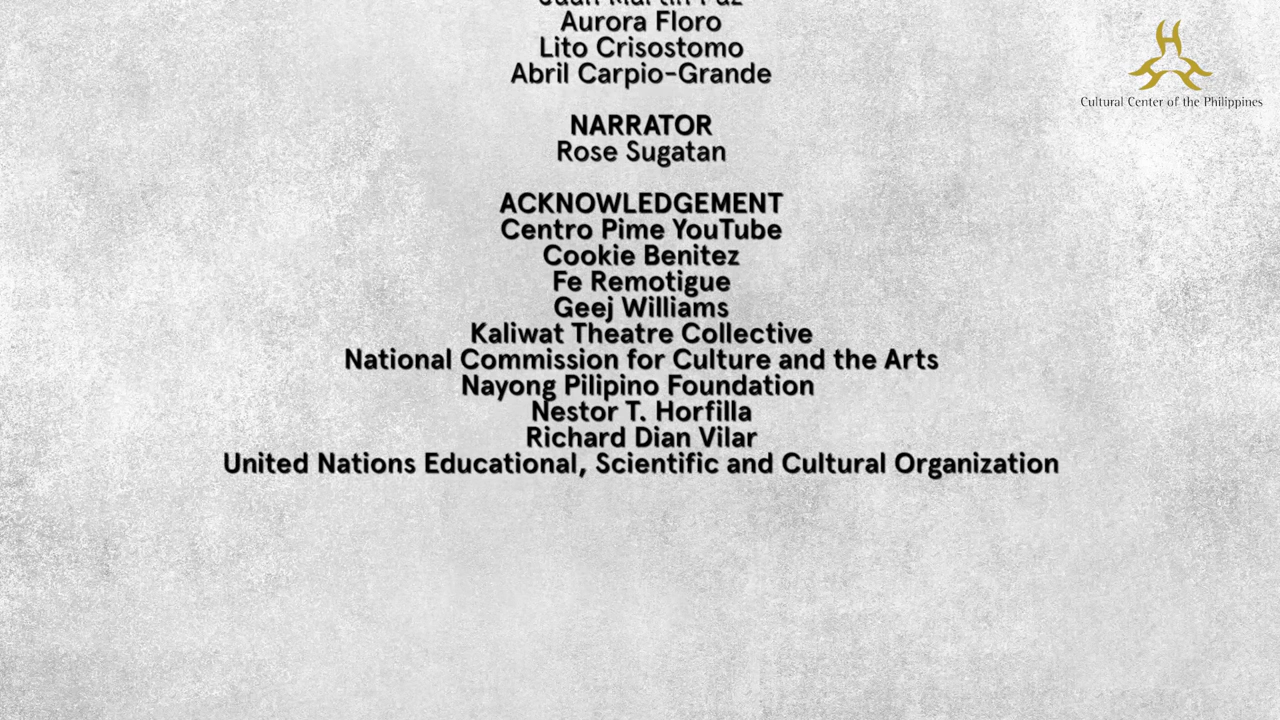 Aurora Floro
Lito Crisostomo
Abril Carpio-Grande
NARRATOR
Rose Sugatan
ACKNOWLEDGEMENT
Centro Pime YouTube
Cookie Benitez
Fe Remotigue
Geej Williams
Kaliwat Theatre Collective
National Commission for Culture and the Arts
Nayong Pilipino Foundation
Nestor T. Horfilla
Richard Dian Vilar
United Nations Educational, Scientific and Cultural Organization
Cultural Center of the Philippines